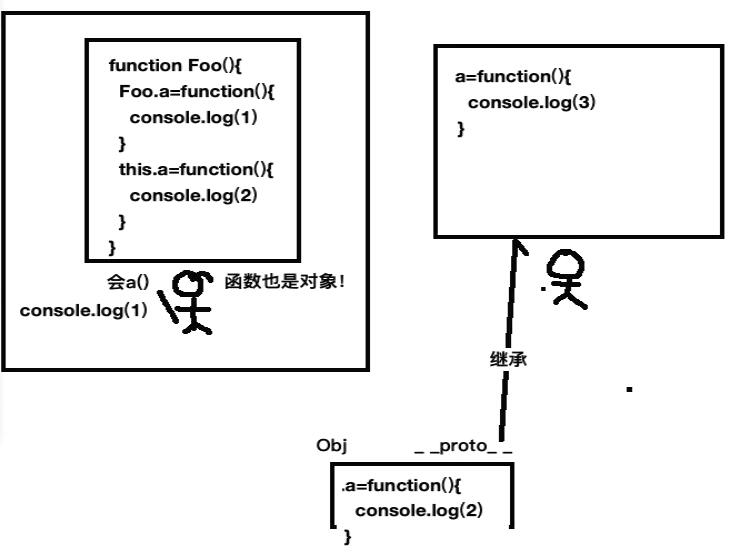 function Foo(){
Foo.a=function(){
console.log(1)
}
this.a=function(){
console.log(2)
}
}
会a()
函数也是对象!
console.log(1)
a=function(){
console.log(3)
}
继承
Obj
_ _proto_ _
.a=function(){
console.log(2)
}